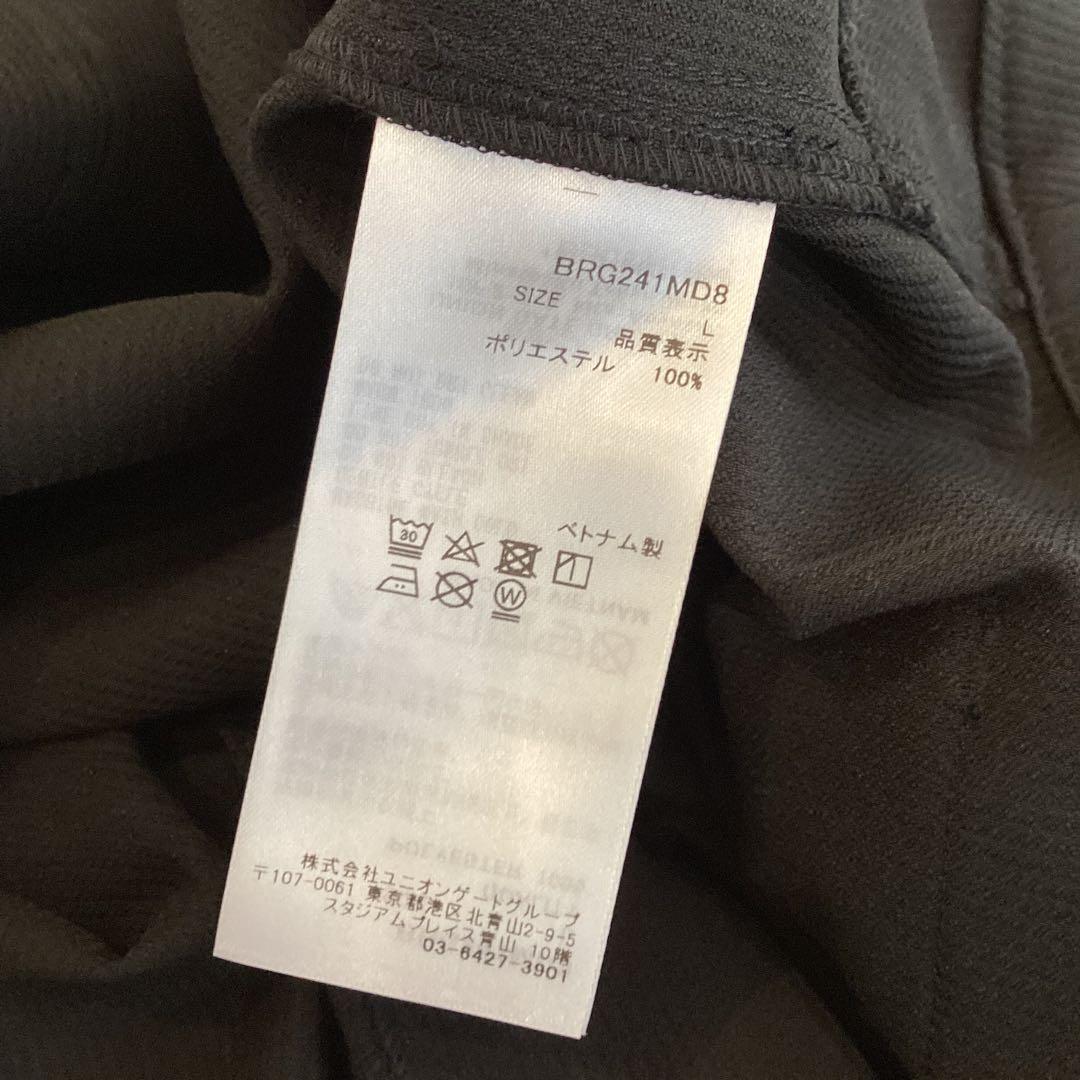 BRG241MD8
SIZE L
品質表示
ポリエステル 100%
ベトナム製
30
W
株式会社ユニオンゲートグループ
〒107-0061 東京都港区北青山2-9-5
スタジアムプレイス青山 10階
03-6427-3901